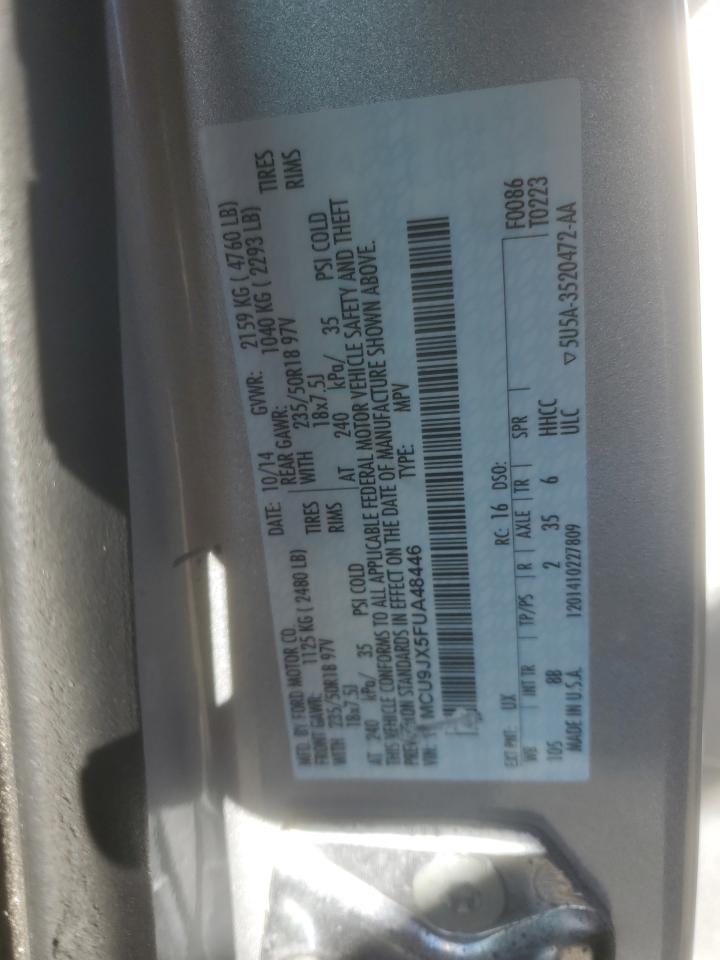 MFD. BY FORD MOTOR CO.
DATE: 10/14 GVWR: 2159 KG ( 4760 LB)
FRONT GAWR: 1125 KG ( 2480 LB) REAR GAWR: 1040 KG ( 2293 LB)
WITH 235/50R18 97V TIRES WITH 235/50R18 97V TIRES
18x7.5J RIMS 18x7.5J RIMS
AT 240 kPa/ 35 PSI COLD AT 240 kPa/ 35 PSI COLD
THIS VEHICLE CONFORMS TO ALL APPLICABLE FEDERAL MOTOR VEHICLE SAFETY AND THEFT
PREVENTION STANDARDS IN EFFECT ON THE DATE OF MANUFACTURE SHOWN ABOVE.
VIN: MCU9JX5FUA48446 TYPE: MPV
EXT PNT: UX RC: 16 DSO: F0086
WB INT TR TP/PS R AXLE TR SPR T0223
105 8B 2 35 6 HHCC
MADE IN U.S.A. 1201410227809 ULC ▽5U5A-3520472-AA